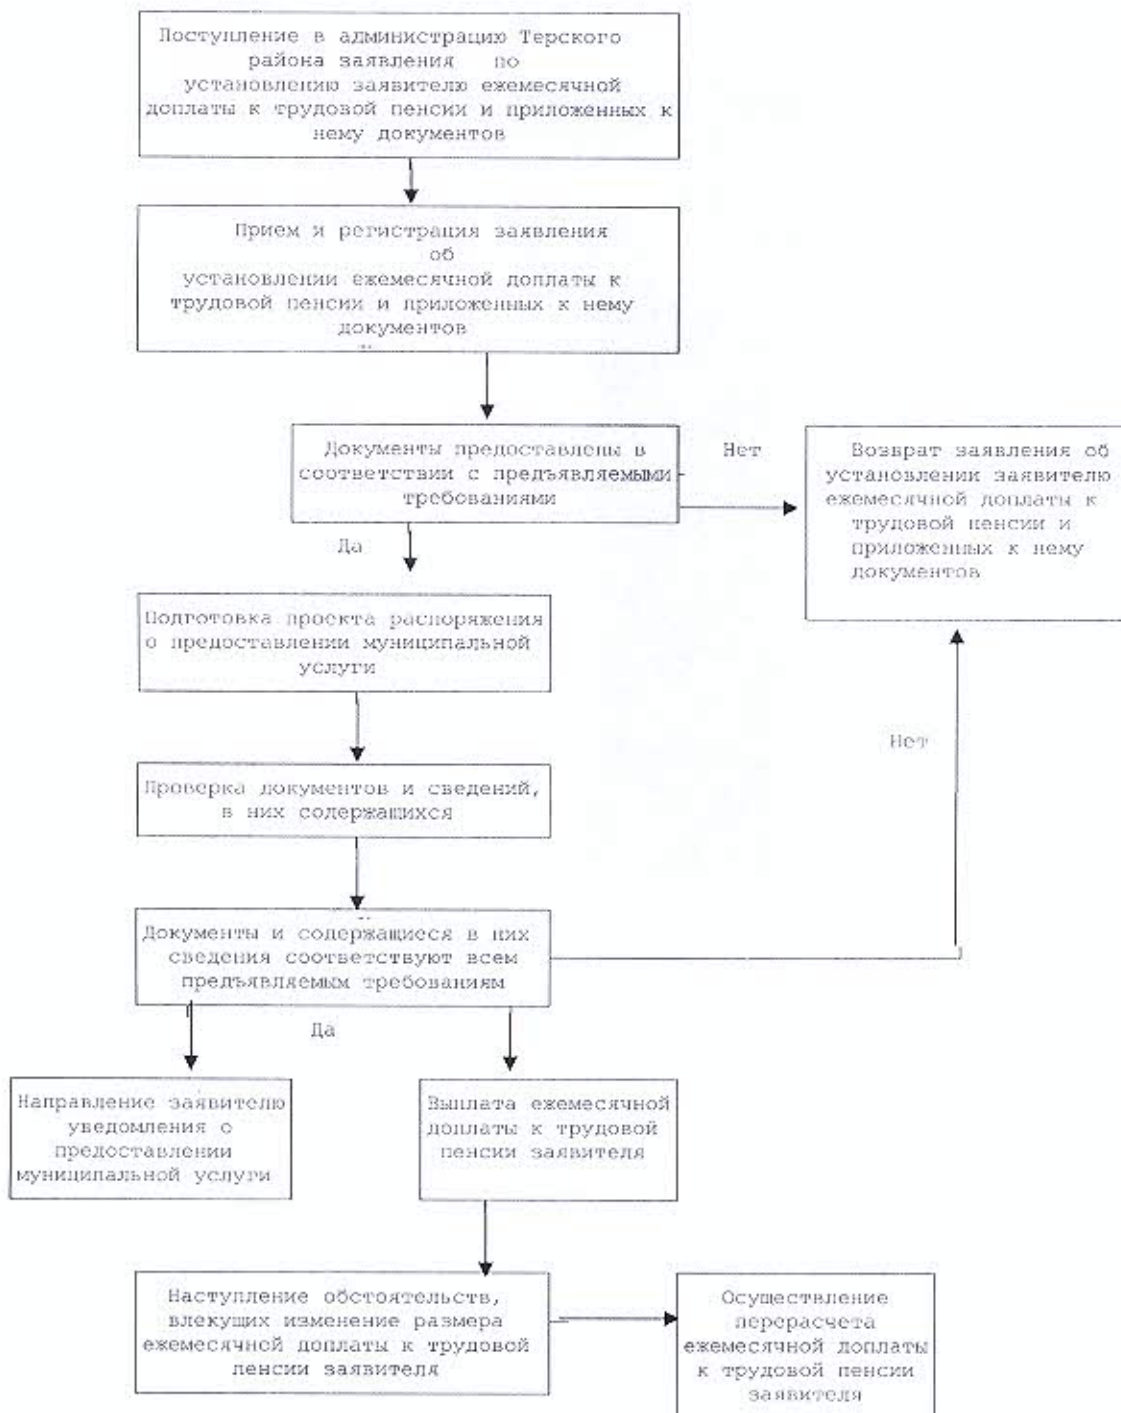 Поступление в администрацию Терского
района заявления по
установлению заявителю ежемесячной
доплаты к трудовой пенсии и приложенных к
нему документов
Прием и регистрация заявления
об
установлении ежемесячной доплаты к
трудовой пенсии и приложенных к нему
документов
Документы предоставлены в
соответствии с предъявляемыми
требованиями
Нет
Возврат заявления об
установлении заявителю
ежемесячной доплаты к
трудовой пенсии и
приложенных к нему
документов
Да
Подготовка проекта распоряжения
о предоставлении муниципальной
услуги
Нет
Проверка документов и сведений,
в них содержащихся
Документы и содержащиеся в них
сведения соответствуют всем
предъявляемым требованиям
Да
Направление заявителю
уведомления о
предоставлении
муниципальной услуги
Выплата ежемесячной
доплаты к трудовой
пенсии заявителя
Наступление обстоятельств,
влекущих изменение размера
ежемесячной доплаты к трудовой
пенсии заявителя
Осуществление
перерасчета
ежемесячной доплаты
к трудовой пенсии
заявителя